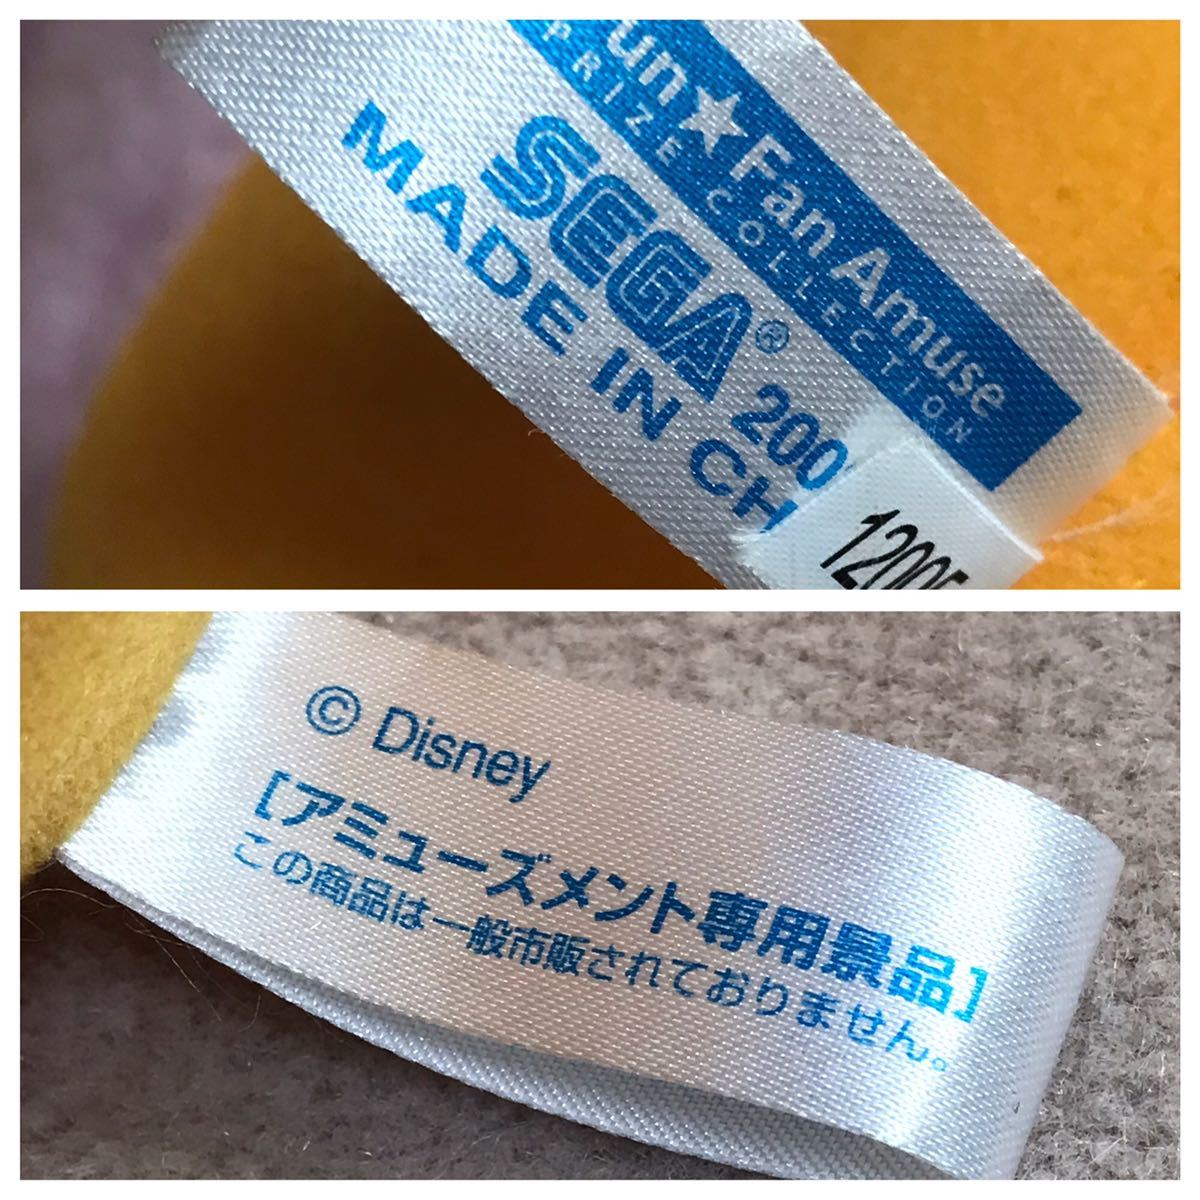 Fan Amuse
PRIZE COLLECTION
SEGA® 200
MADE IN CH
© Disney
[アミューズメント専用景品]
この商品は一般市販されておりません。